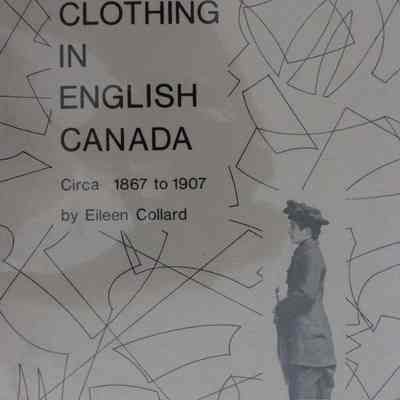 CLOTHING
IN
ENGLISH
CANADA
Circa 1867 to 1907
by Eileen Collard